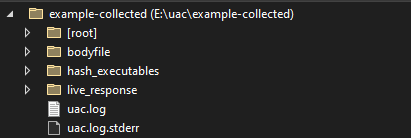 example-collected (E:\uac\example-collected)
[root]
bodyfile
hash_executables
live_response
uac.log
uac.log.stderr